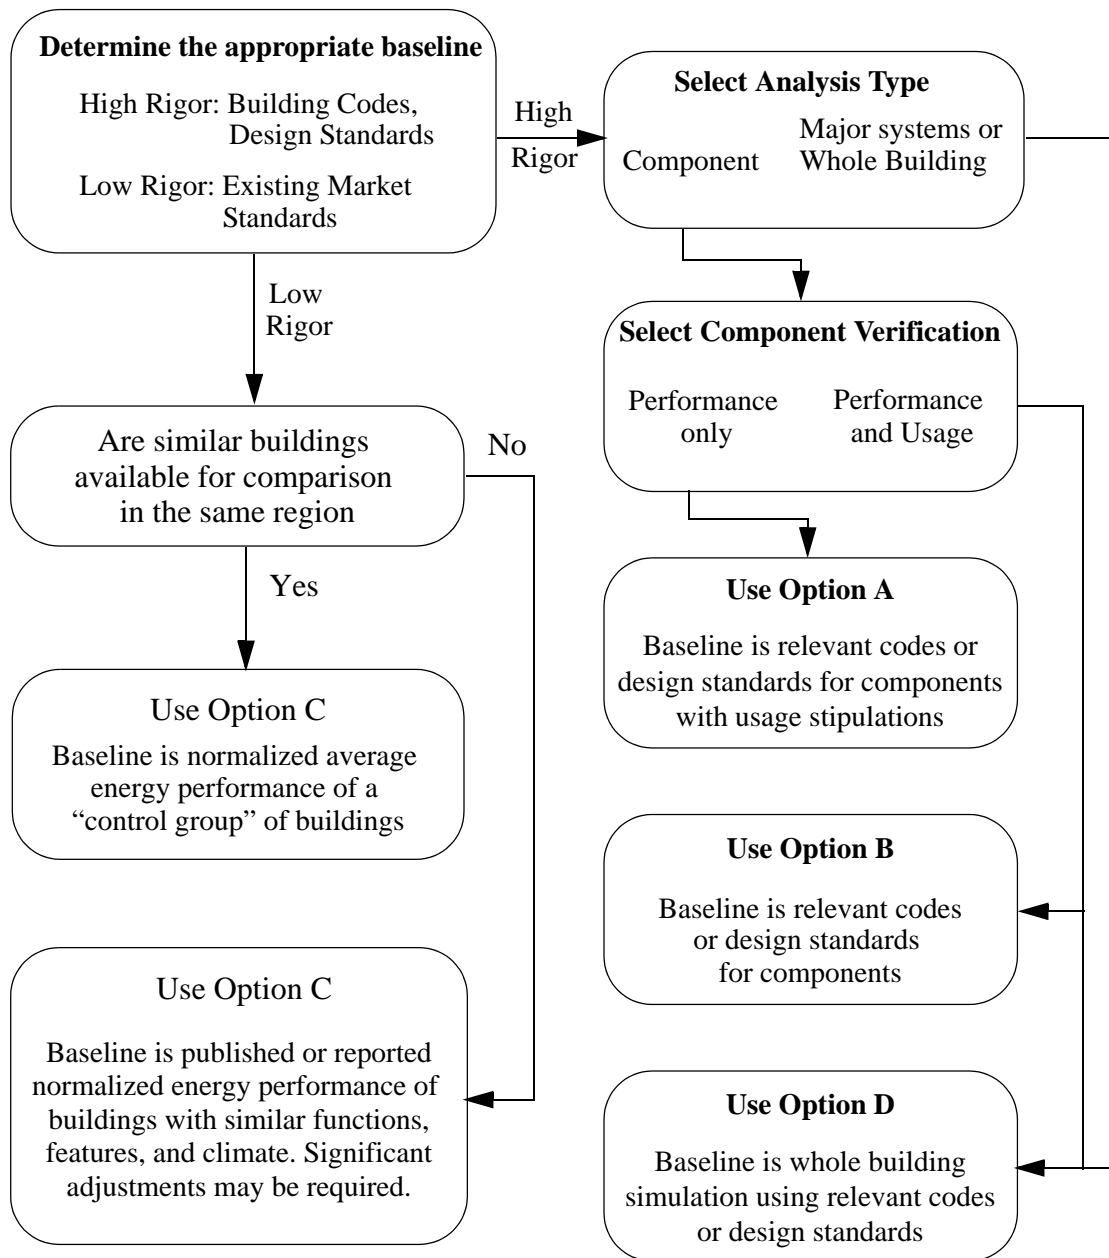 Determine the appropriate baseline
High Rigor: Building Codes,
Design Standards
Low Rigor: Existing Market
Standards
High
Rigor
Select Analysis Type
Component
Major systems or
Whole Building
Low
Rigor
Select Component Verification
Performance
only
Performance
and Usage
Are similar buildings
available for comparison
in the same region
No
Yes
Use Option A
Baseline is relevant codes or
design standards for components
with usage stipulations
Use Option C
Baseline is normalized average
energy performance of a
“control group” of buildings
Use Option B
Baseline is relevant codes
or design standards
for components
Use Option C
Baseline is published or reported
normalized energy performance of
buildings with similar functions,
features, and climate. Significant
adjustments may be required.
Use Option D
Baseline is whole building
simulation using relevant codes
or design standards